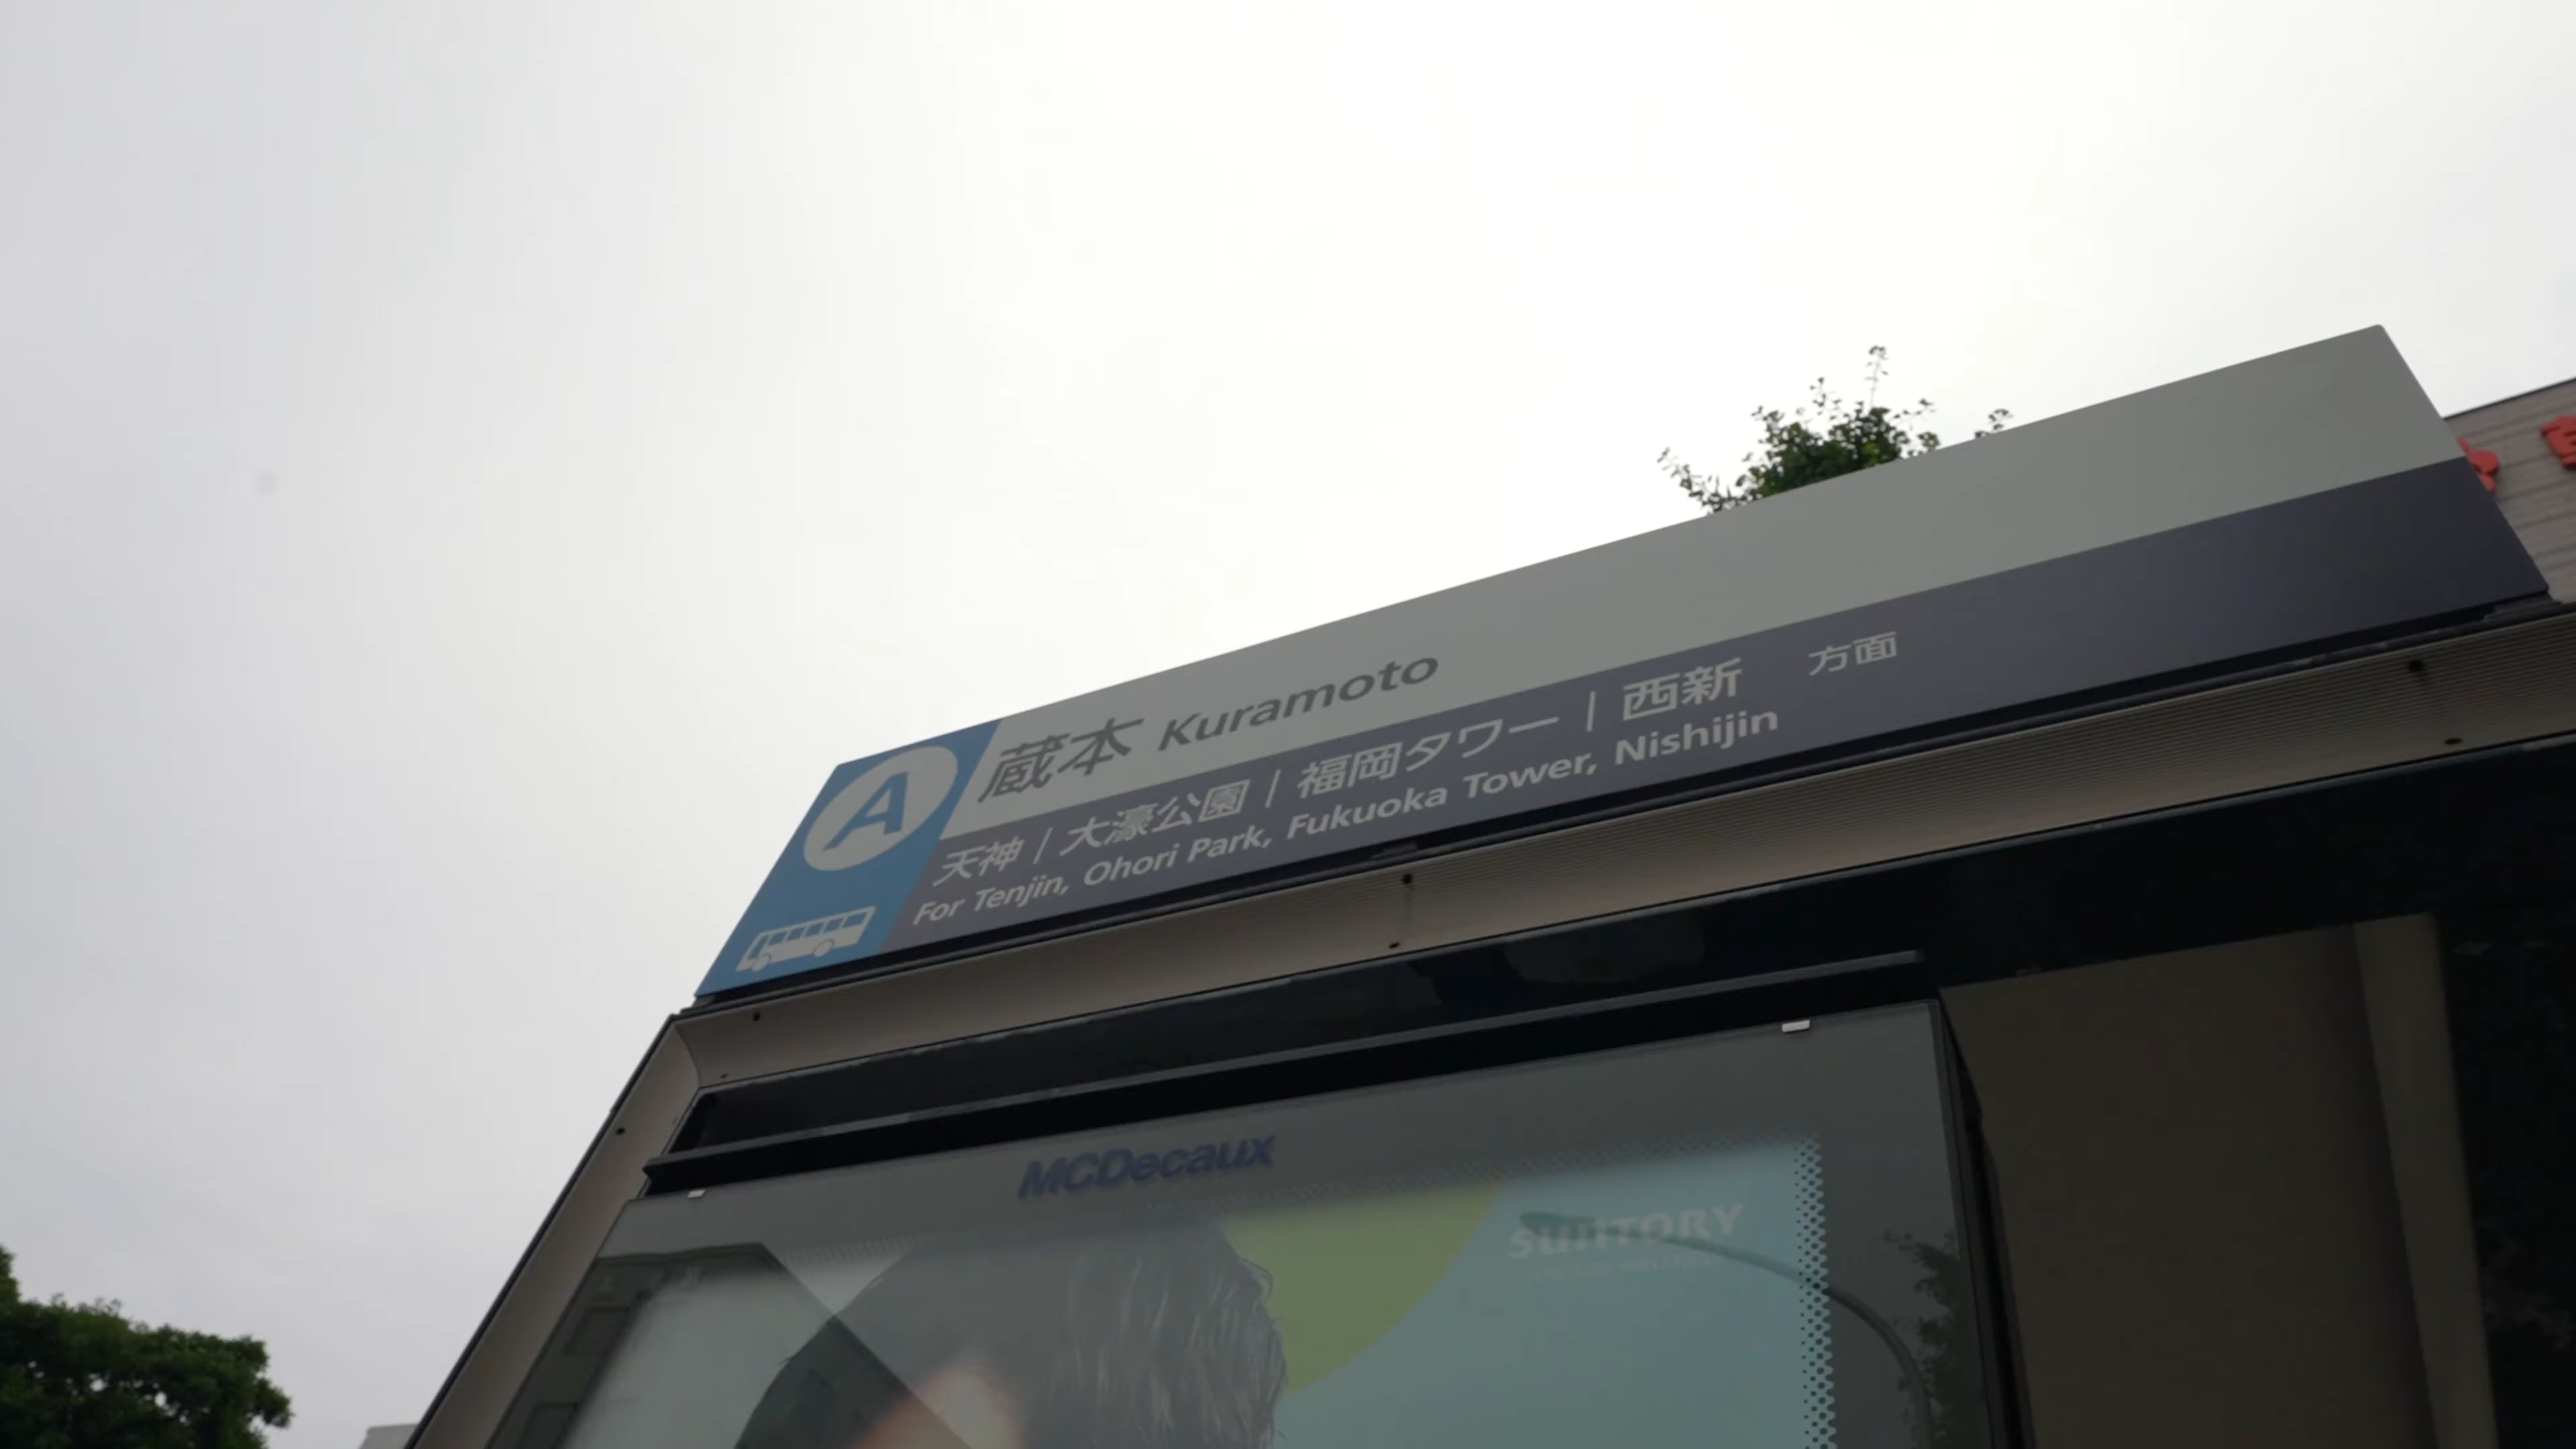 A
蔵本 Kuramoto
天神 | 大濠公園 | 福岡タワー | 西新 方面
For Tenjin, Ohori Park, Fukuoka Tower, Nishijin
MCDecaux
SUNTORY